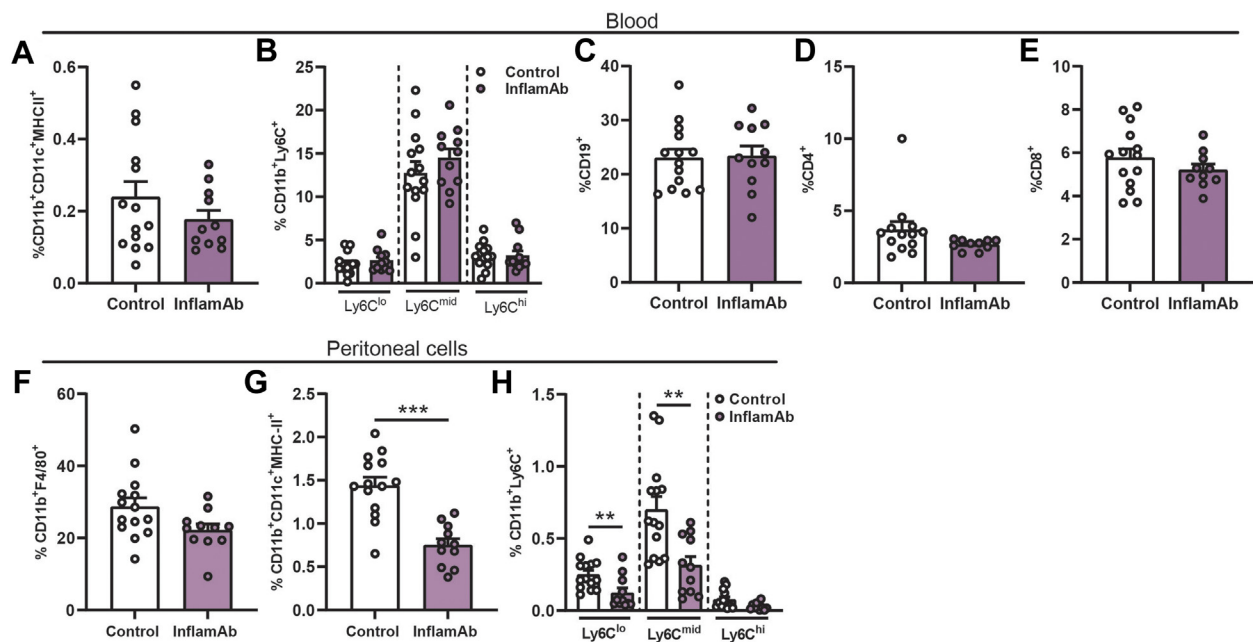 Blood
A
%CD11b⁺CD11c⁺MHCII⁺
0.6
0.4
0.2
0.0
Control
InflamAb
B
% CD11b⁺Ly6C⁺
25
20
15
10
5
0
Control
InflamAb
Ly6Cˡᵒ
Ly6Cᵐⁱᵈ
Ly6Cʰⁱ
C
%CD19⁺
40
30
20
10
0
Control
InflamAb
D
%CD4⁺
15
10
5
0
Control
InflamAb
E
%CD8⁺
10
8
6
4
2
0
Control
InflamAb
Peritoneal cells
F
% CD11b⁺F4/80⁺
60
40
20
0
Control
InflamAb
G
% CD11b⁺CD11c⁺MHC-II⁺
2.5
2.0
1.5
1.0
0.5
0.0
***
Control
InflamAb
H
% CD11b⁺Ly6C⁺
1.5
1.0
0.5
0.0
**
**
Control
InflamAb
Ly6Cˡᵒ
Ly6Cᵐⁱᵈ
Ly6Cʰⁱ